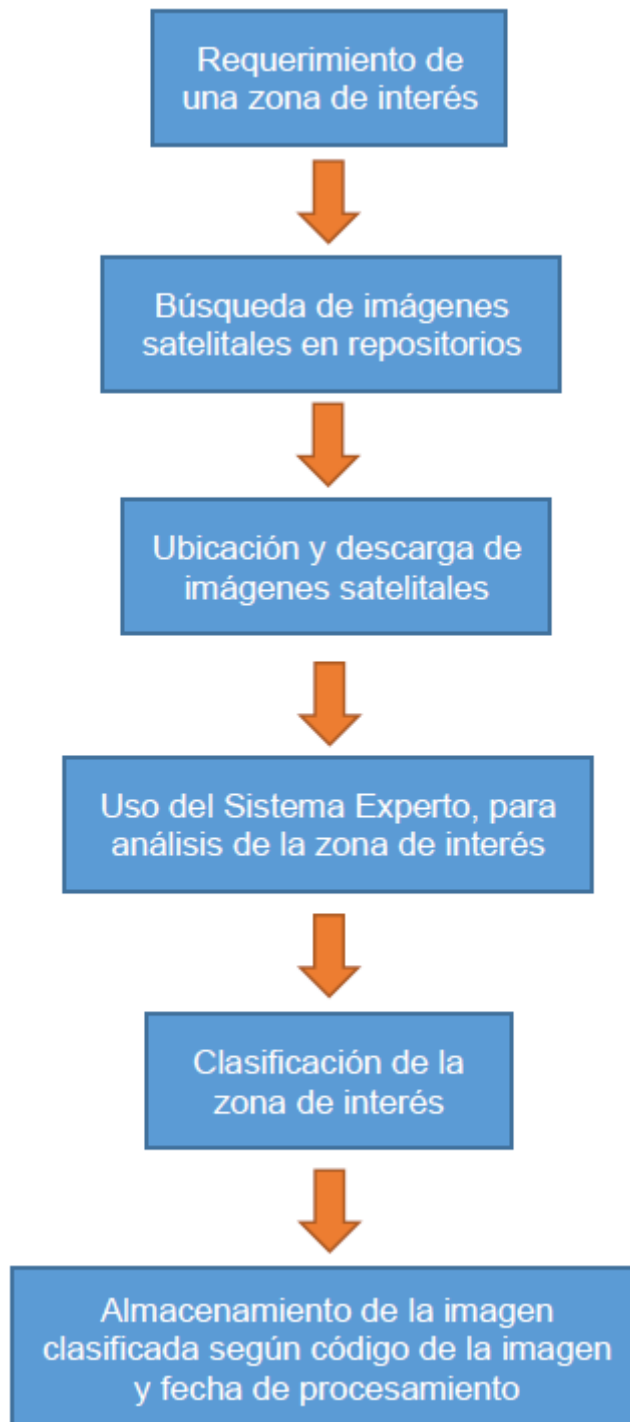 Requerimiento de
una zona de interés
Búsqueda de imágenes
satelitales en repositorios
Ubicación y descarga de
imágenes satelitales
Uso del Sistema Experto, para
análisis de la zona de interés
Clasificación de la
zona de interés
Almacenamiento de la imagen
clasificada según código de la imagen
y fecha de procesamiento